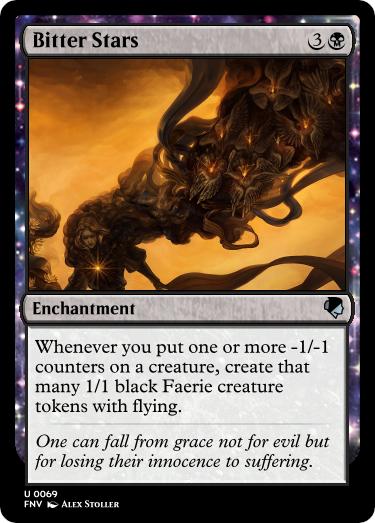 Bitter Stars 3
Enchantment
Whenever you put one or more -1/-1
counters on a creature, create that
many 1/1 black Faerie creature
tokens with flying.
One can fall from grace not for evil but
for losing their innocence to suffering.
U 0069
FNV Alex Stoller